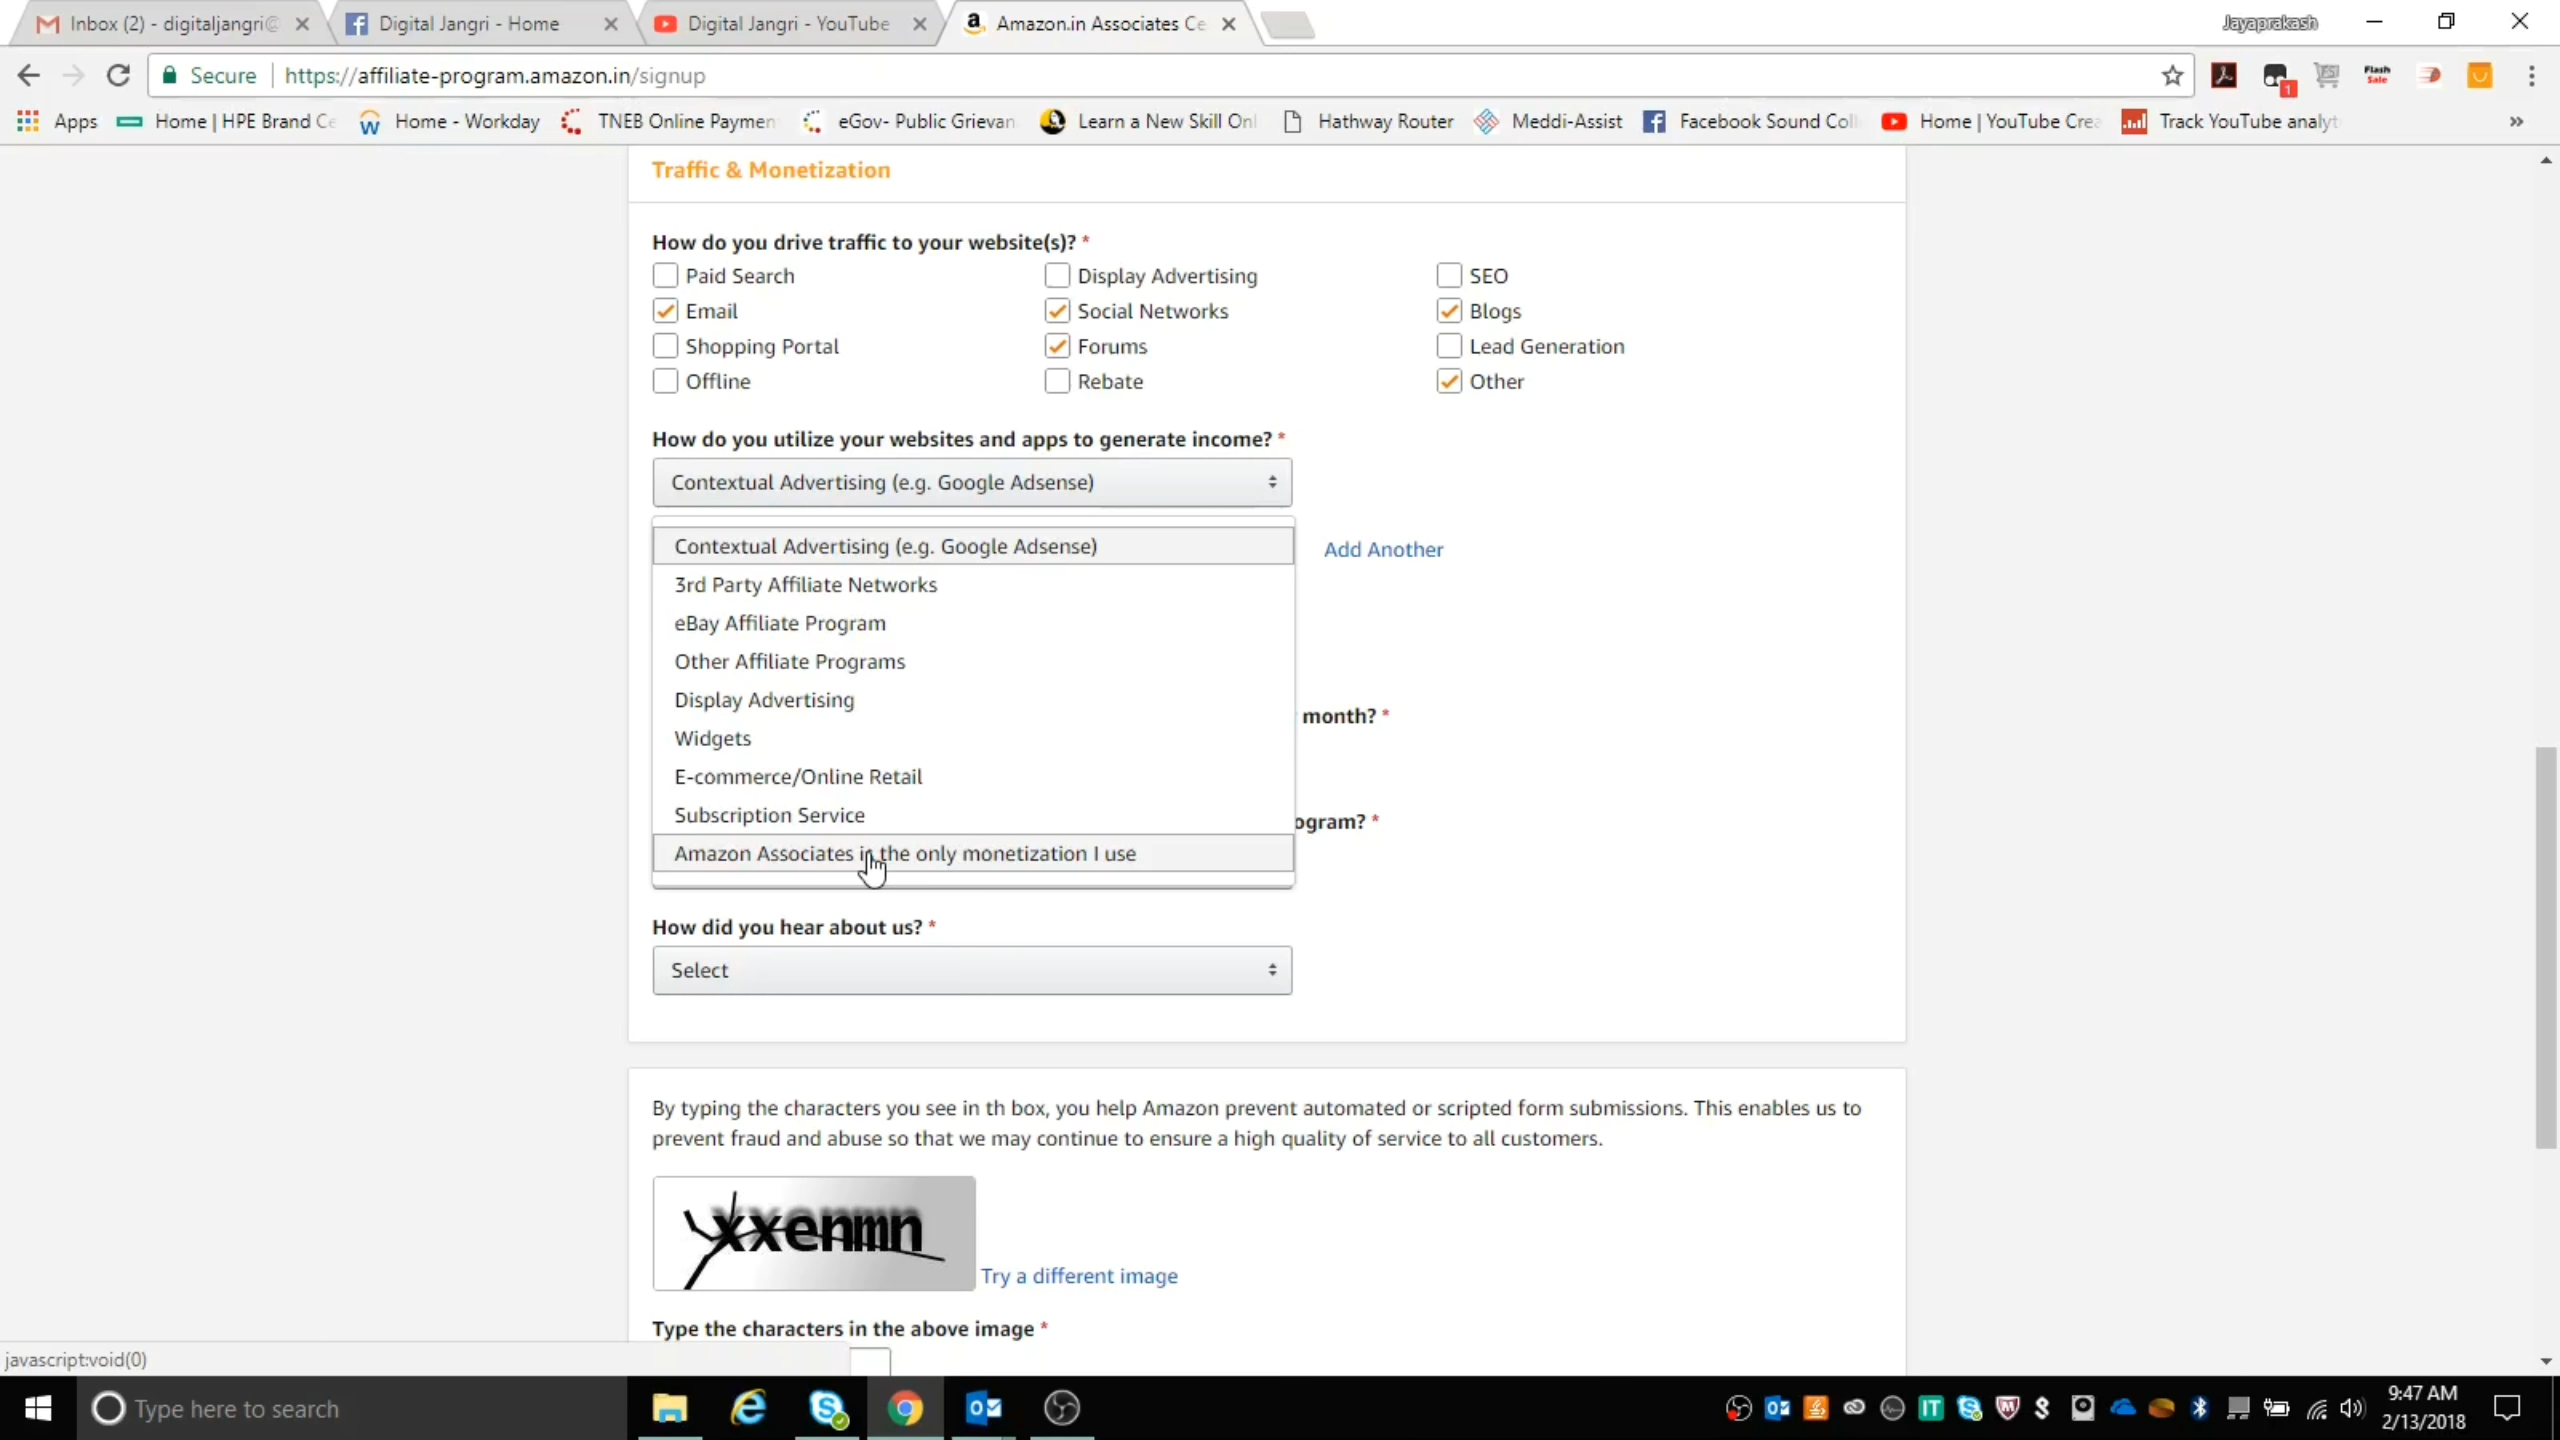 Inbox (2) - digitaljangri@
Digital Jangri - Home
Digital Jangri - YouTube
Amazon.in Associates Ce
Jayaprakash
Secure
https://affiliate-program.amazon.in/signup
Flash Sale
1
Apps
Home | HPE Brand Ce
Home - Workday
TNEB Online Paymen
eGov- Public Grievan
Learn a New Skill Onl
Hathway Router
Meddi-Assist
Facebook Sound Coll
Home | YouTube Crea
Track YouTube analyt
Traffic & Monetization
How do you drive traffic to your website(s)? *
Paid Search
Display Advertising
SEO
Email
Social Networks
Blogs
Shopping Portal
Forums
Lead Generation
Offline
Rebate
Other
How do you utilize your websites and apps to generate income? *
Contextual Advertising (e.g. Google Adsense)
Contextual Advertising (e.g. Google Adsense)
Add Another
3rd Party Affiliate Networks
eBay Affiliate Program
Other Affiliate Programs
Display Advertising
month? *
Widgets
E-commerce/Online Retail
Subscription Service
ogram? *
Amazon Associates is the only monetization I use
How did you hear about us? *
Select
By typing the characters you see in th box, you help Amazon prevent automated or scripted form submissions. This enables us to
prevent fraud and abuse so that we may continue to ensure a high quality of service to all customers.
xxenmn
Try a different image
Type the characters in the above image *
javascript:void(0)
Type here to search
9:47 AM
2/13/2018